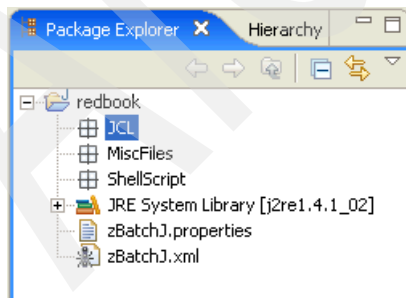 Package Explorer Hierarchy
redbook
JCL
MiscFiles
ShellScript
JRE System Library [j2re1.4.1_02]
zBatchJ.properties
zBatchJ.xml